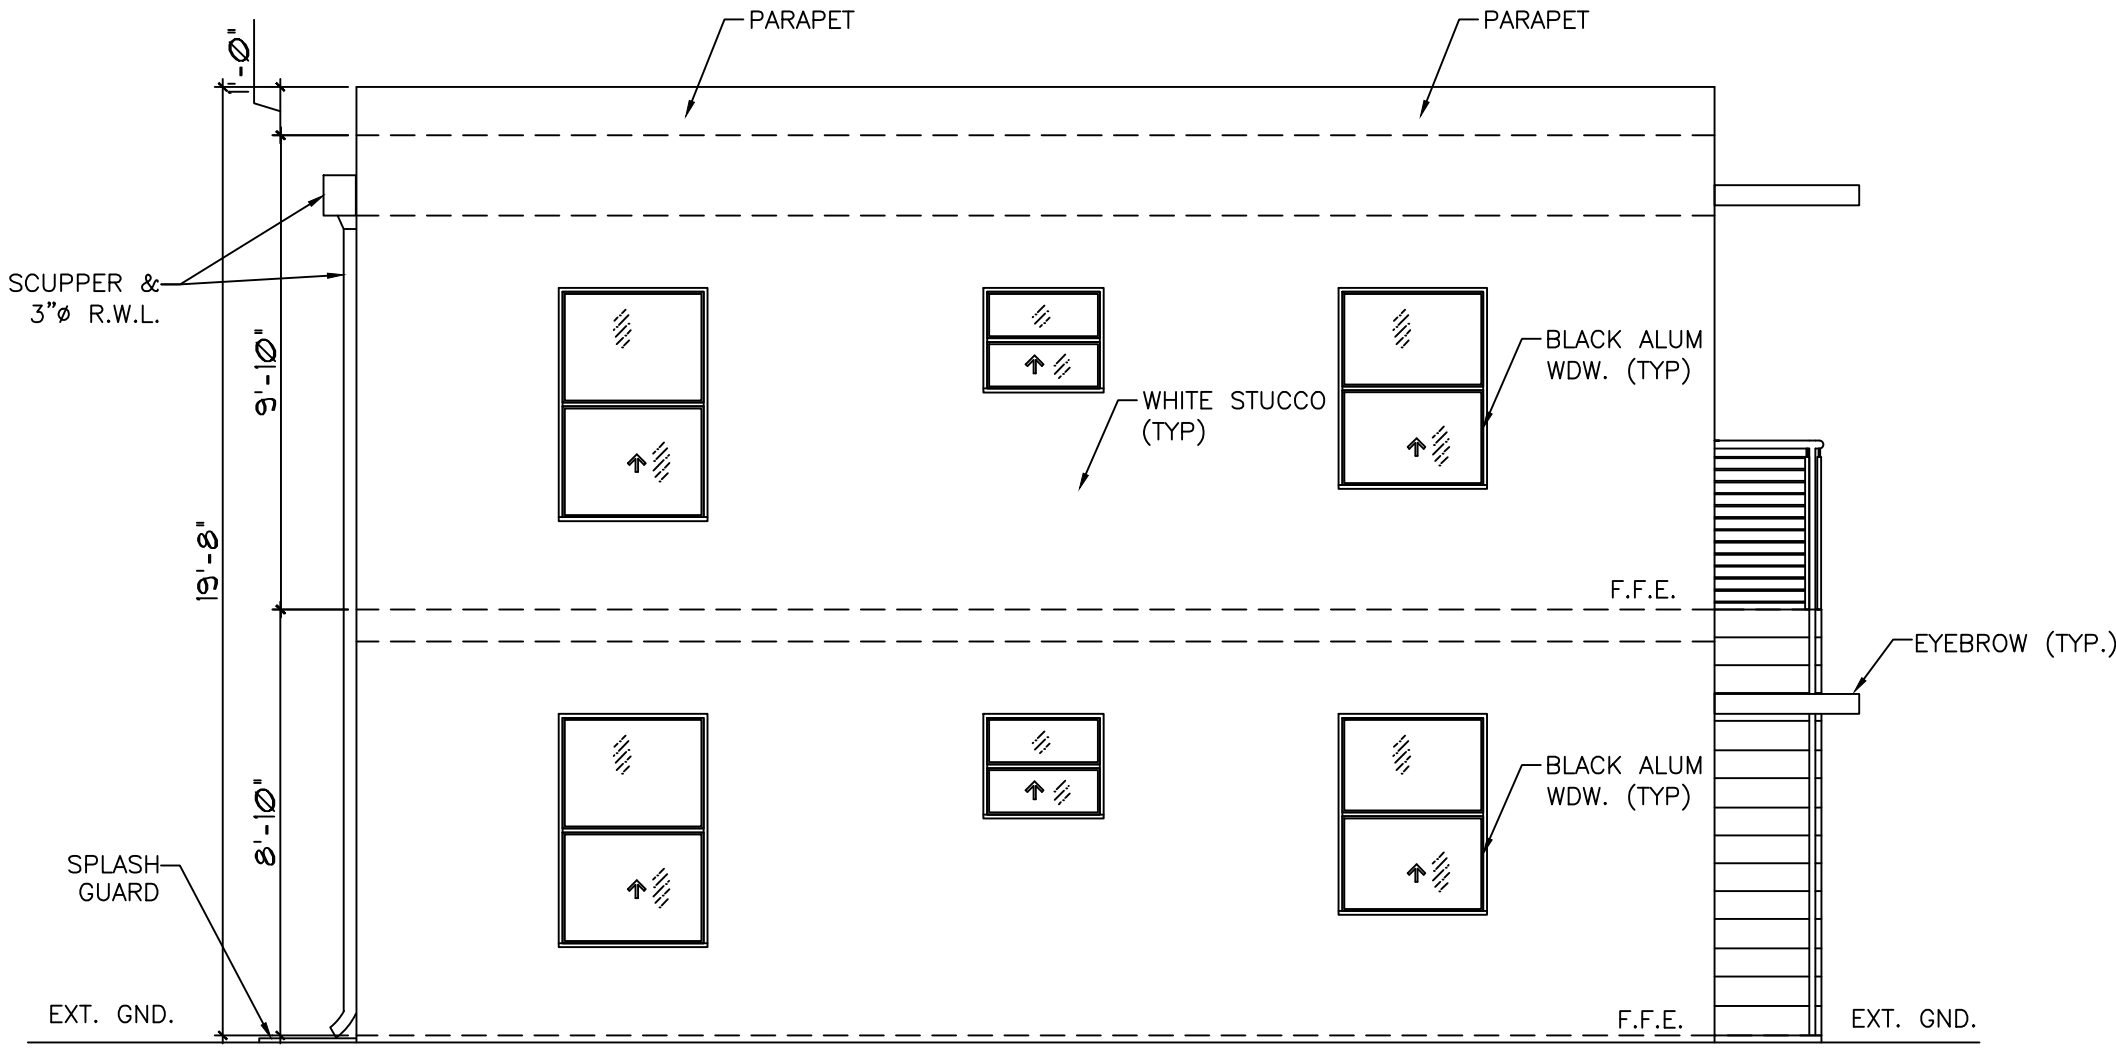 PARAPET
PARAPET
1'-0"
SCUPPER &
3"ø R.W.L.
9'-10"
BLACK ALUM
WDW. (TYP)
WHITE STUCCO
(TYP)
19'-8"
F.F.E.
EYEBROW (TYP.)
BLACK ALUM
WDW. (TYP)
8'-10"
SPLASH
GUARD
EXT. GND.
F.F.E.
EXT. GND.